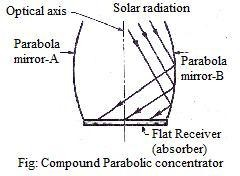 Optical axis
Solar radiation
Parabola
mirror-A
Parabola
mirror-B
Flat Receiver
(absorber)
Fig: Compound Parabolic concentrator